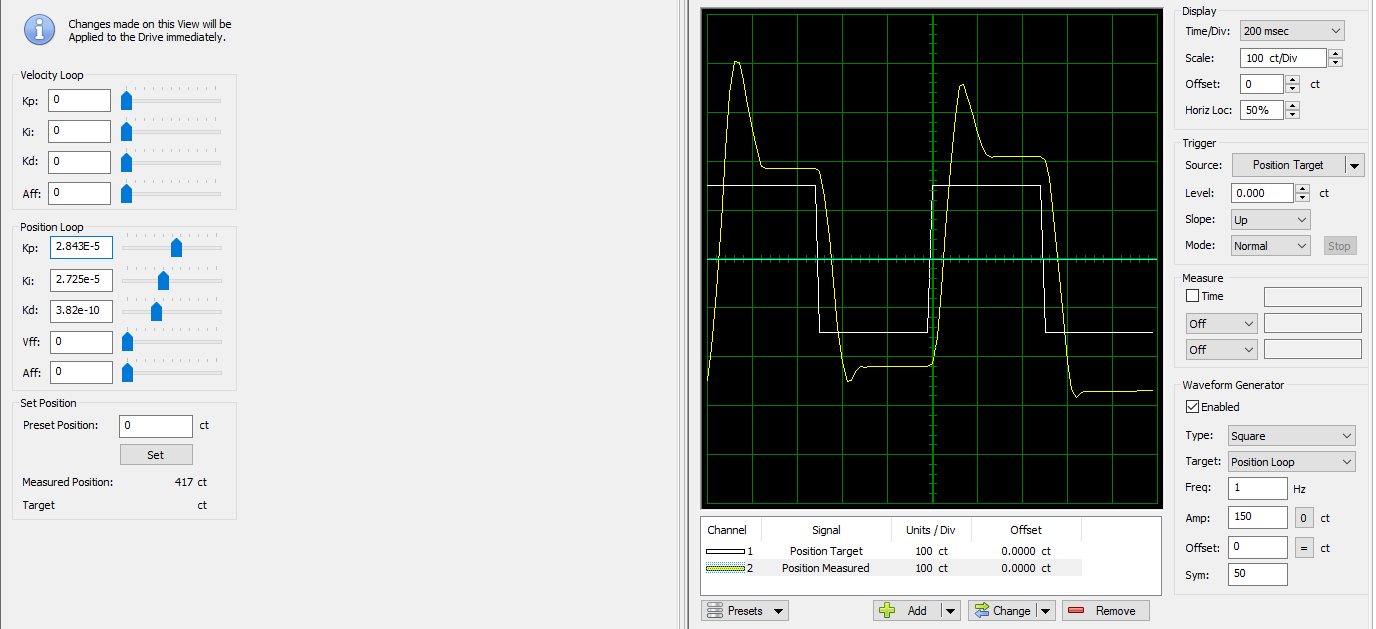 Changes made on this View will be
Applied to the Drive immediately.
Velocity Loop
Kp: 0
Ki: 0
Kd: 0
Aff: 0
Position Loop
Kp: 2.843E-5
Ki: 2.725e-5
Kd: 3.82e-10
Vff: 0
Aff: 0
Set Position
Preset Position: 0 ct
Set
Measured Position: 417 ct
Target ct
Channel Signal Units / Div Offset
1 Position Target 100 ct 0.0000 ct
2 Position Measured 100 ct 0.0000 ct
Presets Add Change Remove
Display
Time/Div: 200 msec
Scale: 100 ct/Div
Offset: 0 ct
Horiz Loc: 50%
Trigger
Source: Position Target
Level: 0.000 ct
Slope: Up
Mode: Normal Stop
Measure
Time
Off
Off
Waveform Generator
Enabled
Type: Square
Target: Position Loop
Freq: 1 Hz
Amp: 150 0 ct
Offset: 0 = ct
Sym: 50